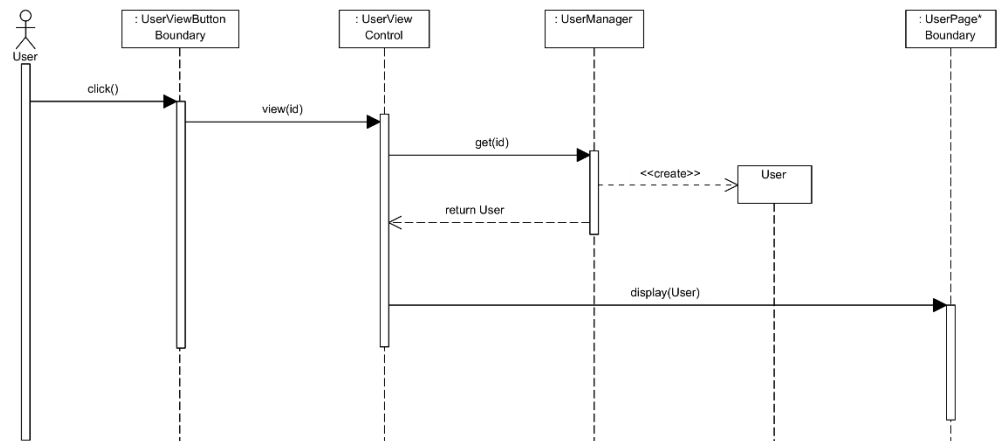 : UserViewButton
Boundary
: UserView
Control
: UserManager
: UserPage*
Boundary
User
click()
view(id)
get(id)
<<create>>
User
return User
display(User)